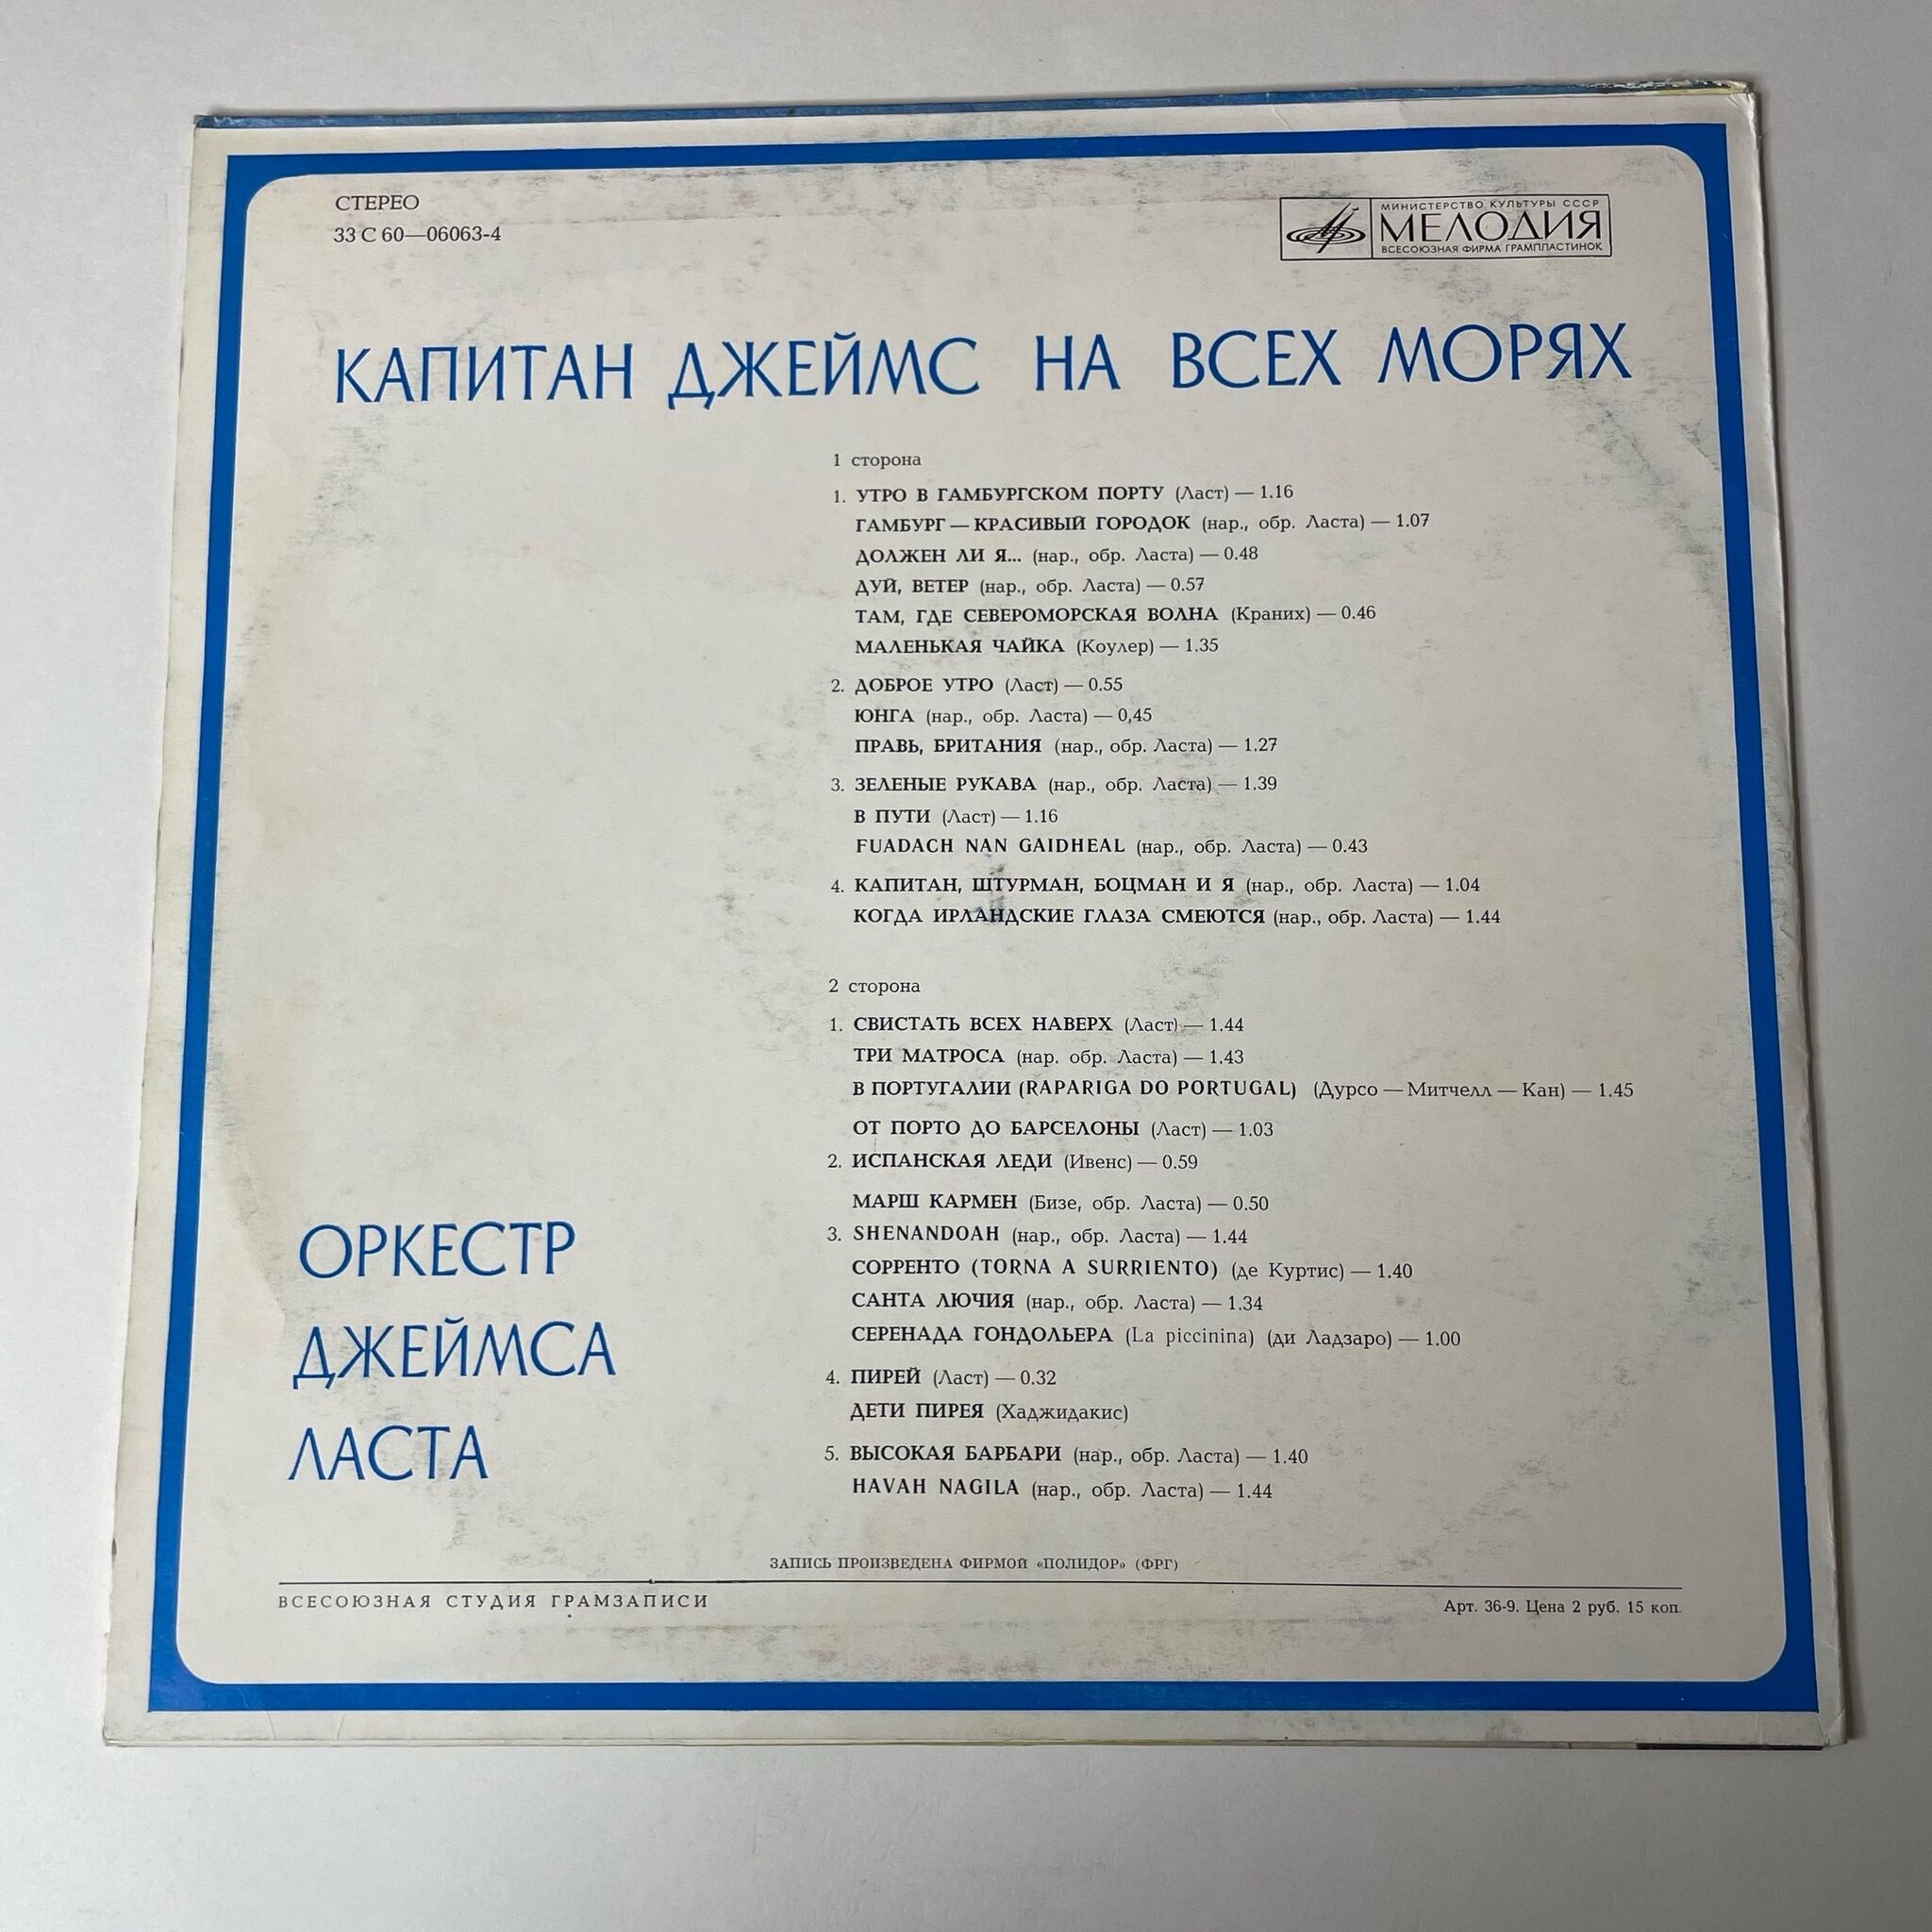 СТЕРЕО
33 С 60—06063-4
МИНИСТЕРСТВО КУЛЬТУРЫ СССР
МЕЛОДИЯ
ВСЕСОЮЗНАЯ ФИРМА ГРАМПЛАСТИНОК
КАПИТАН ДЖЕЙМС НА ВСЕХ МОРЯХ
1 сторона
1. УТРО В ГАМБУРГСКОМ ПОРТУ (Ласт) — 1.16
ГАМБУРГ — КРАСИВЫЙ ГОРОДОК (нар., обр. Ласта) — 1.07
ДОЛЖЕН ЛИ Я... (нар., обр. Ласта) — 0.48
ДУЙ, ВЕТЕР (нар., обр. Ласта) — 0.57
ТАМ, ГДЕ СЕВЕРОМОРСКАЯ ВОЛНА (Краних) — 0.46
МАЛЕНЬКАЯ ЧАЙКА (Коулер) — 1.35
2. ДОБРОЕ УТРО (Ласт) — 0.55
ЮНГА (нар., обр. Ласта) — 0,45
ПРАВЬ, БРИТАНИЯ (нар., обр. Ласта) — 1.27
3. ЗЕЛЕНЫЕ РУКАВА (нар., обр. Ласта) — 1.39
В ПУТИ (Ласт) — 1.16
FUADACH NAN GAIDHEAL (нар., обр. Ласта) — 0.43
4. КАПИТАН, ШТУРМАН, БОЦМАН И Я (нар., обр. Ласта) — 1.04
КОГДА ИРЛАНДСКИЕ ГЛАЗА СМЕЮТСЯ (нар., обр. Ласта) — 1.44
2 сторона
1. СВИСТАТЬ ВСЕХ НАВЕРХ (Ласт) — 1.44
ТРИ МАТРОСА (нар. обр. Ласта) — 1.43
В ПОРТУГАЛИИ (RAPARIGA DO PORTUGAL) (Дурсо — Митчелл — Кан) — 1.45
ОТ ПОРТО ДО БАРСЕЛОНЫ (Ласт) — 1.03
2. ИСПАНСКАЯ ЛЕДИ (Ивенс) — 0.59
МАРШ КАРМЕН (Бизе, обр. Ласта) — 0.50
3. SHENANDOAH (нар., обр. Ласта) — 1.44
СОРРЕНТО (TORNA A SURRIENTO) (де Куртис) — 1.40
САНТА ЛЮЧИЯ (нар., обр. Ласта) — 1.34
СЕРЕНАДА ГОНДОЛЬЕРА (La piccinina) (ди Ладзаро) — 1.00
4. ПИРЕЙ (Ласт) — 0.32
ДЕТИ ПИРЕЯ (Хаджидакис)
5. ВЫСОКАЯ БАРБАРИ (нар., обр. Ласта) — 1.40
HAVAH NAGILA (нар., обр. Ласта) — 1.44
ОРКЕСТР
ДЖЕЙМСА
ЛАСТА
ЗАПИСЬ ПРОИЗВЕДЕНА ФИРМОЙ «ПОЛИДОР» (ФРГ)
ВСЕСОЮЗНАЯ СТУДИЯ ГРАМЗАПИСИ
Арт. 36-9. Цена 2 руб. 15 коп.